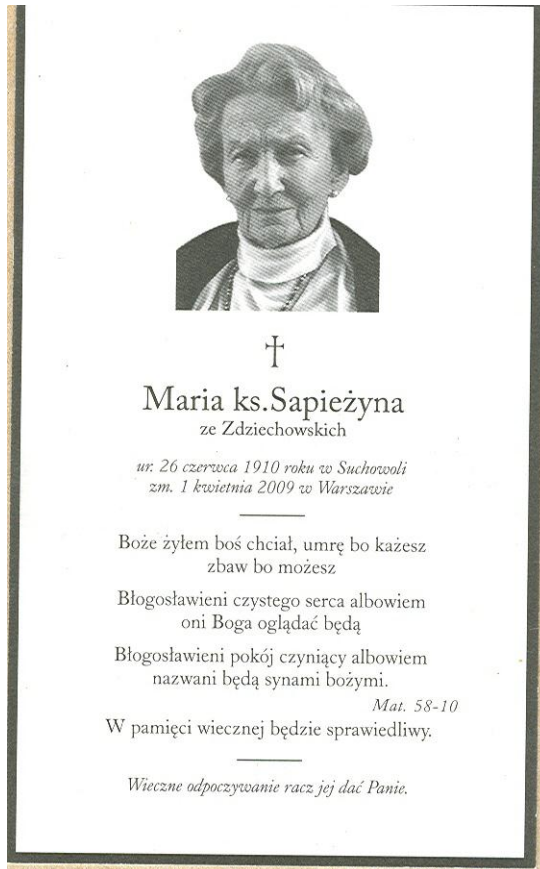 Maria ks.Sapieżyna
ze Zdziechowskich
ur. 26 czerwca 1910 roku w Suchowoli
zm. 1 kwietnia 2009 w Warszawie
Boże żyłem boś chciał, umrę bo każesz
zbaw bo możesz
Błogosławieni czystego serca albowiem
oni Boga oglądać będą
Błogosławieni pokój czyniący albowiem
nazwani będą synami bożymi.
Mat. 58-10
W pamięci wiecznej będzie sprawiedliwy.
Wieczne odpoczywanie racz jej dać Panie.